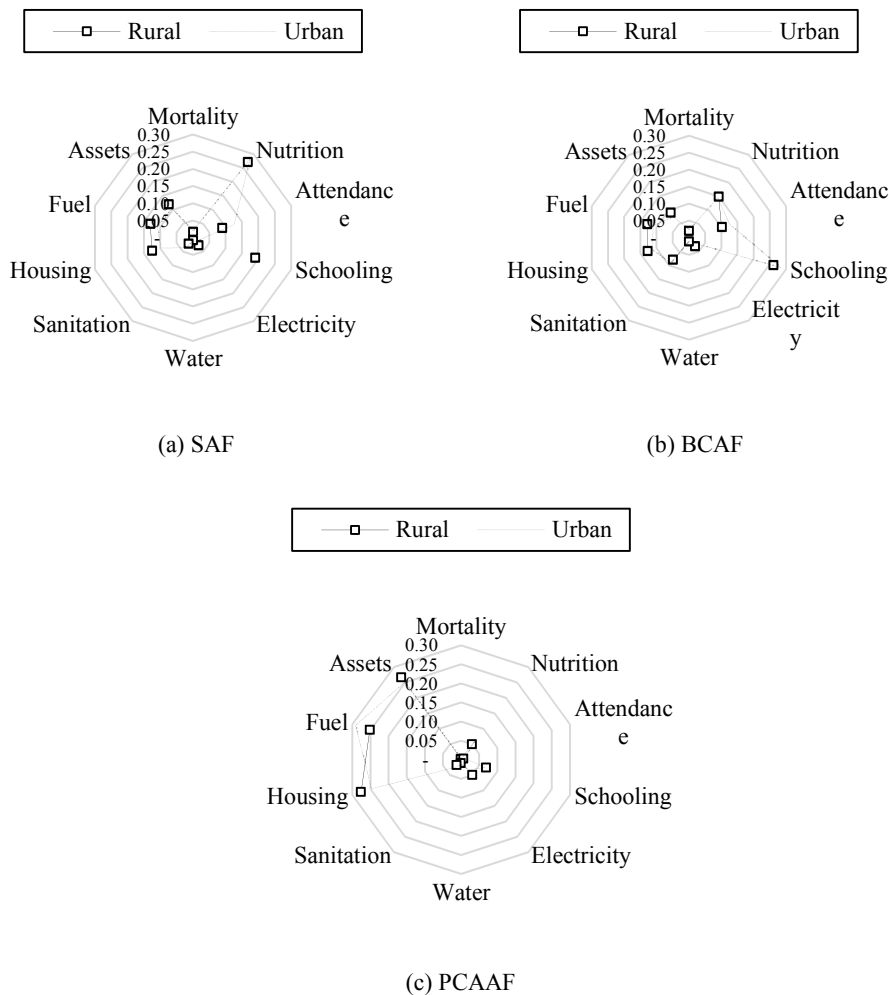 Rural Urban
Mortality
0.30
0.25
0.20
0.15
0.10
0.05
-
Nutrition
Attendanc
e
Schooling
Electricity
Water
Sanitation
Housing
Fuel
Assets
(a) SAF
Rural Urban
Mortality
0.30
0.25
0.20
0.15
0.10
0.05
-
Nutrition
Attendanc
e
Schooling
Electricit
y
Water
Sanitation
Housing
Fuel
Assets
(b) BCAF
Rural Urban
Mortality
0.30
0.25
0.20
0.15
0.10
0.05
-
Nutrition
Attendanc
e
Schooling
Electricity
Water
Sanitation
Housing
Fuel
Assets
(c) PCAAF